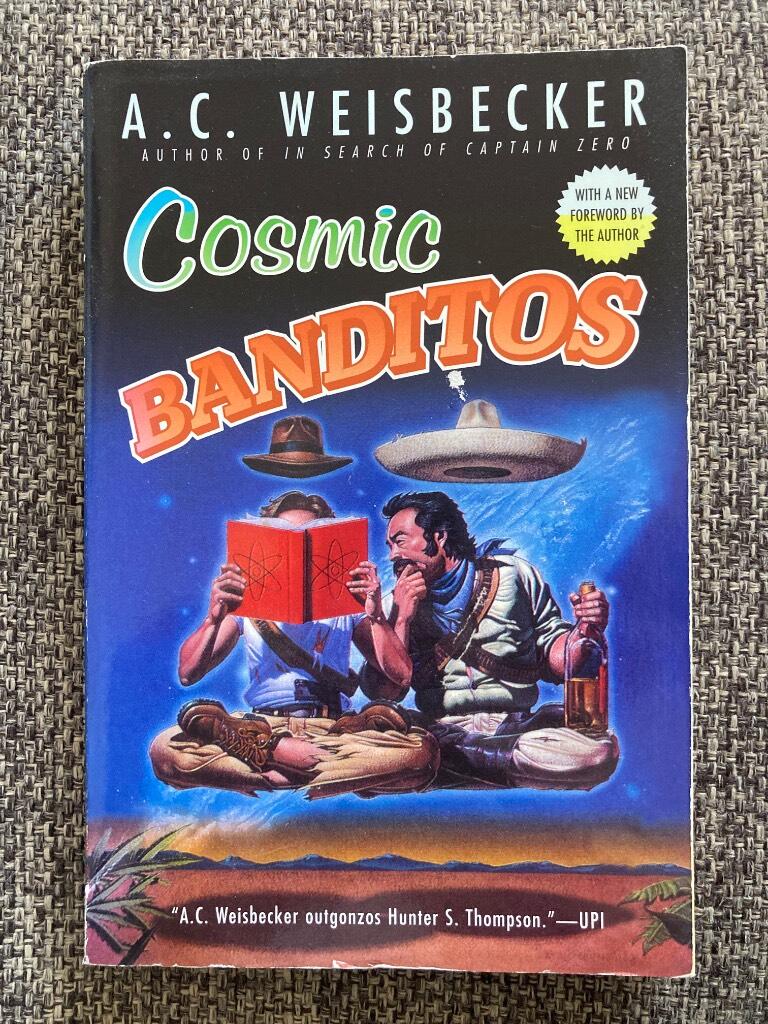 A.C. WEISBECKER
AUTHOR OF IN SEARCH OF CAPTAIN ZERO
WITH A NEW
FOREWORD BY
THE AUTHOR
Cosmic
BANDITOS
"A.C. Weisbecker outgonzos Hunter S. Thompson."—UPI